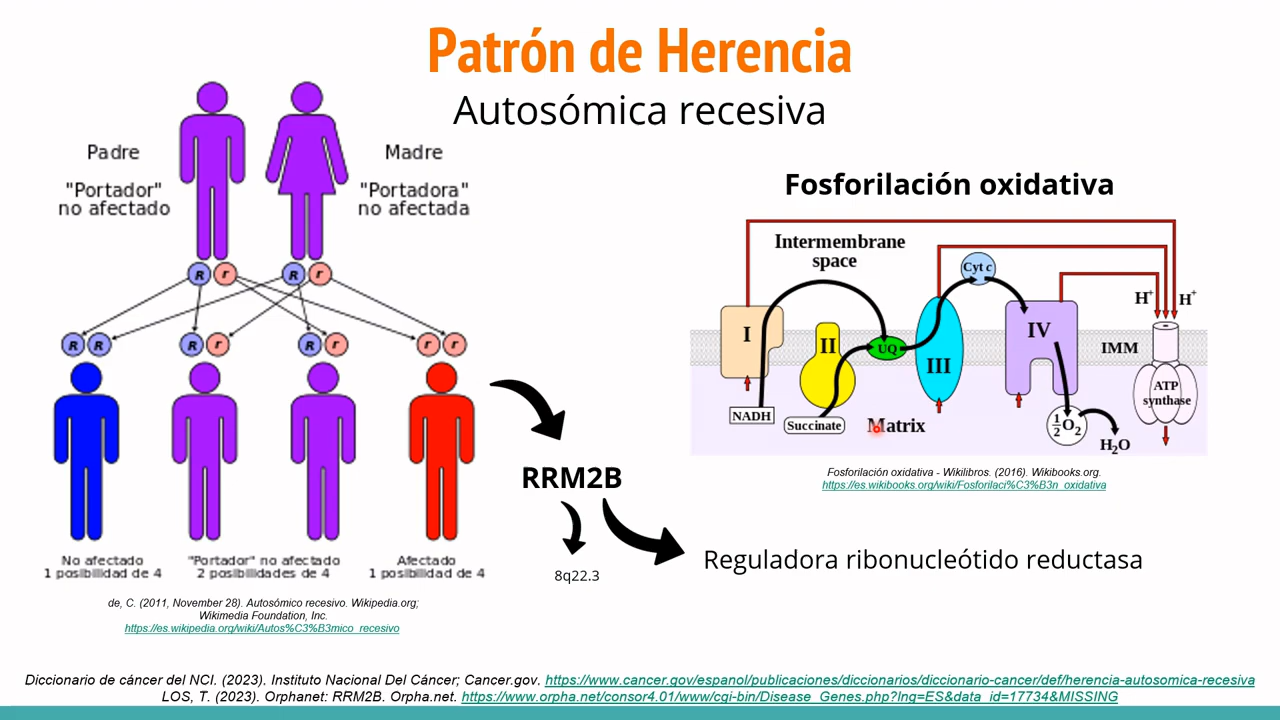 Patrón de Herencia
Autosómica recesiva
Padre
"Portador"
no afectado
Madre
"Portadora"
no afectada
R r R r
R R R r R r r r
No afectado
1 posibilidad de 4
"Portador" no afectado
2 posibilidades de 4
Afectado
1 posibilidad de 4
de, C. (2011, November 28). Autosómico recesivo. Wikipedia.org;
Wikimedia Foundation, Inc.
https://es.wikipedia.org/wiki/Autos%C3%B3mico_recesivo
RRM2B
8q22.3
Reguladora ribonucleótido reductasa
Fosforilación oxidativa
Intermembrane
space
Cyt c
H+ H+
I
II
UQ
III
IV
IMM
ATP
synthase
NADH
Succinate
Matrix
½O2
H2O
Fosforilación oxidativa - Wikilibros. (2016). Wikibooks.org.
https://es.wikibooks.org/wiki/Fosforilaci%C3%B3n_oxidativa
Diccionario de cáncer del NCI. (2023). Instituto Nacional Del Cáncer; Cancer.gov. https://www.cancer.gov/espanol/publicaciones/diccionarios/diccionario-cancer/def/herencia-autosomica-recesiva
LOS, T. (2023). Orphanet: RRM2B. Orpha.net. https://www.orpha.net/consor4.01/www/cgi-bin/Disease_Genes.php?lng=ES&data_id=17734&MISSING